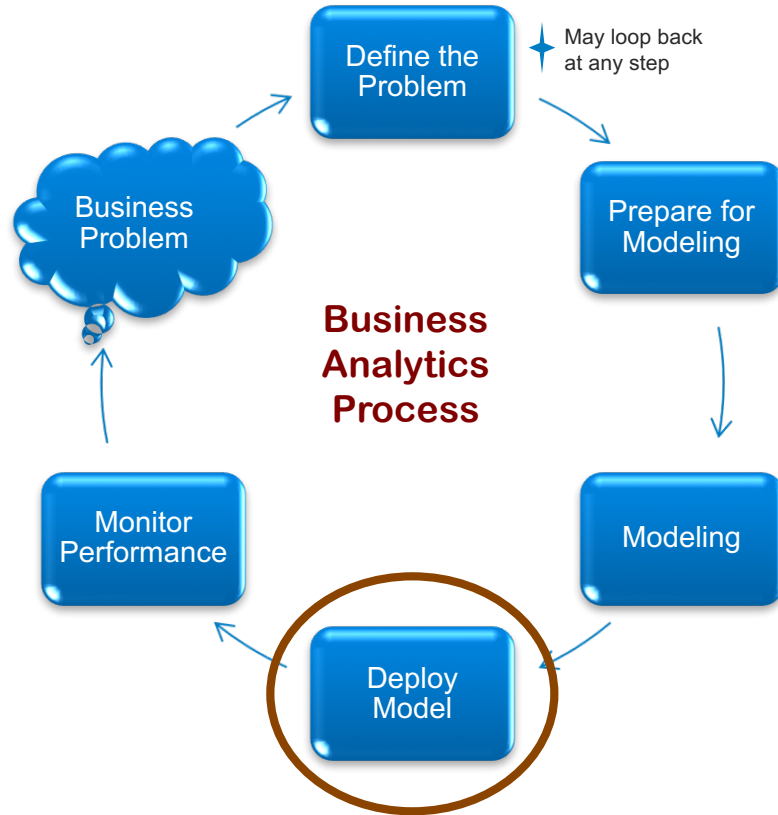 Define the
Problem
May loop back
at any step
Business
Problem
Prepare for
Modeling
Business
Analytics
Process
Monitor
Performance
Modeling
Deploy
Model